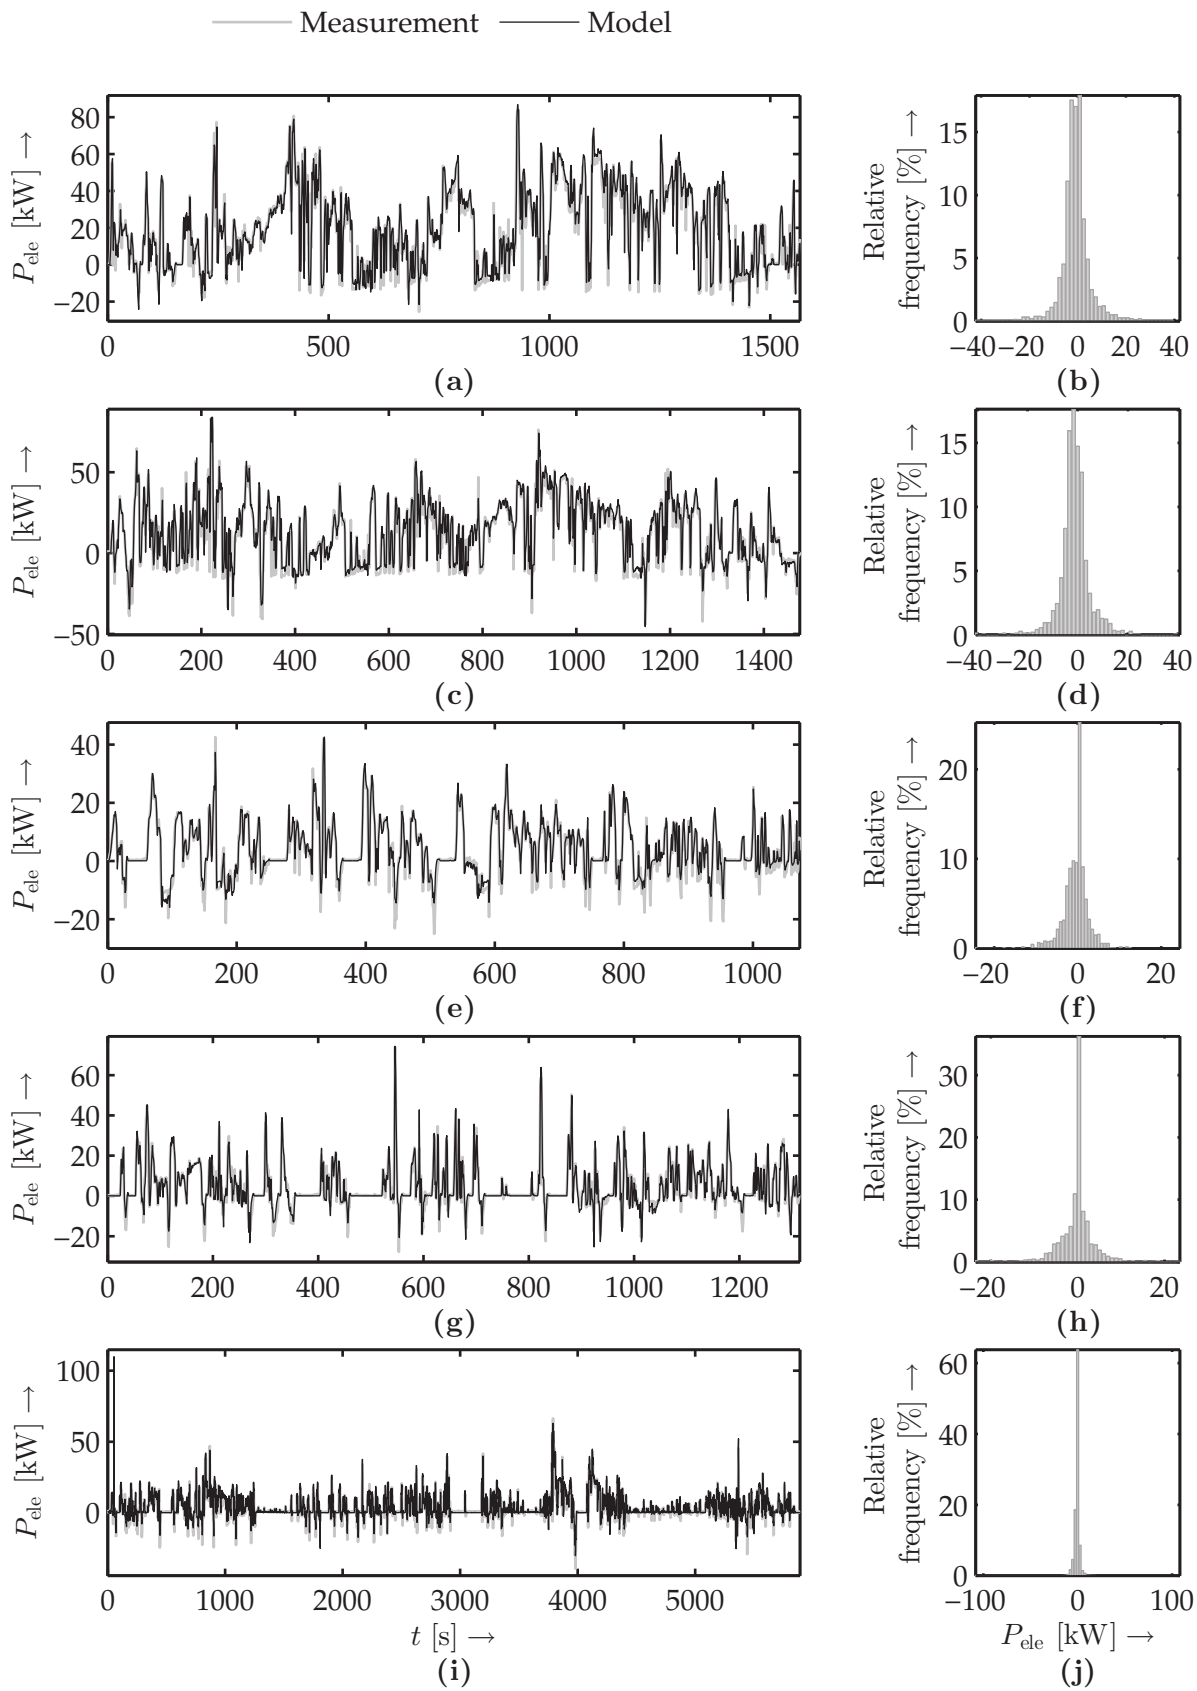 Measurement Model
P_ele [kW] →
80
60
40
20
0
−20
0 500 1000 1500
(a)
Relative
frequency [%] →
15
10
5
0
−40 −20 0 20 40
(b)
P_ele [kW] →
50
0
−50
0 200 400 600 800 1000 1200 1400
(c)
Relative
frequency [%] →
15
10
5
0
−40 −20 0 20 40
(d)
P_ele [kW] →
40
20
0
−20
0 200 400 600 800 1000
(e)
Relative
frequency [%] →
20
10
0
−20 0 20
(f)
P_ele [kW] →
60
40
20
0
−20
0 200 400 600 800 1000 1200
(g)
Relative
frequency [%] →
30
20
10
0
−20 0 20
(h)
P_ele [kW] →
100
50
0
0 1000 2000 3000 4000 5000
t [s] →
(i)
Relative
frequency [%] →
60
40
20
0
−100 0 100
P_ele [kW] →
(j)